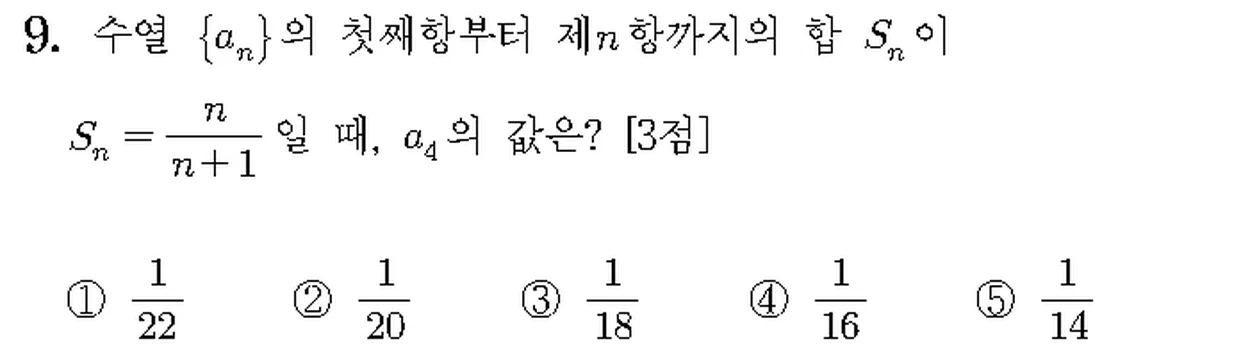 9. 수열 {aₙ}의 첫째항부터 제n항까지의 합 Sₙ이
Sₙ = n/(n+1) 일 때, a₄의 값은? [3점]
① 1/22 ② 1/20 ③ 1/18 ④ 1/16 ⑤ 1/14